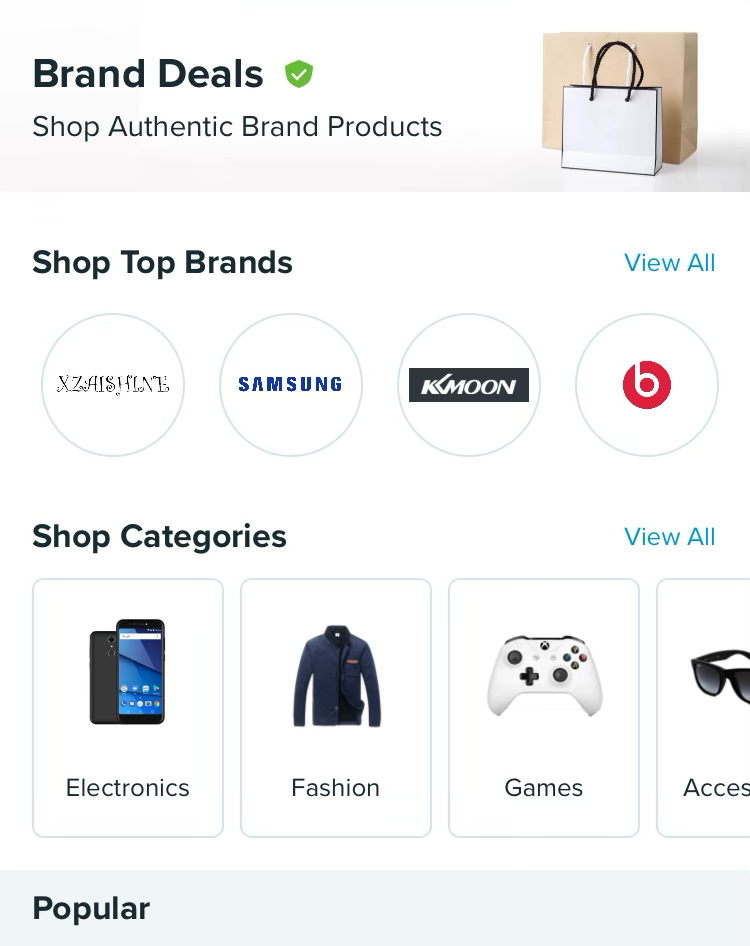 Brand Deals
Shop Authentic Brand Products
Shop Top Brands
View All
XZAISHINE
SAMSUNG
KKMOON
b
Shop Categories
View All
Electronics
Fashion
Games
Acces
Popular